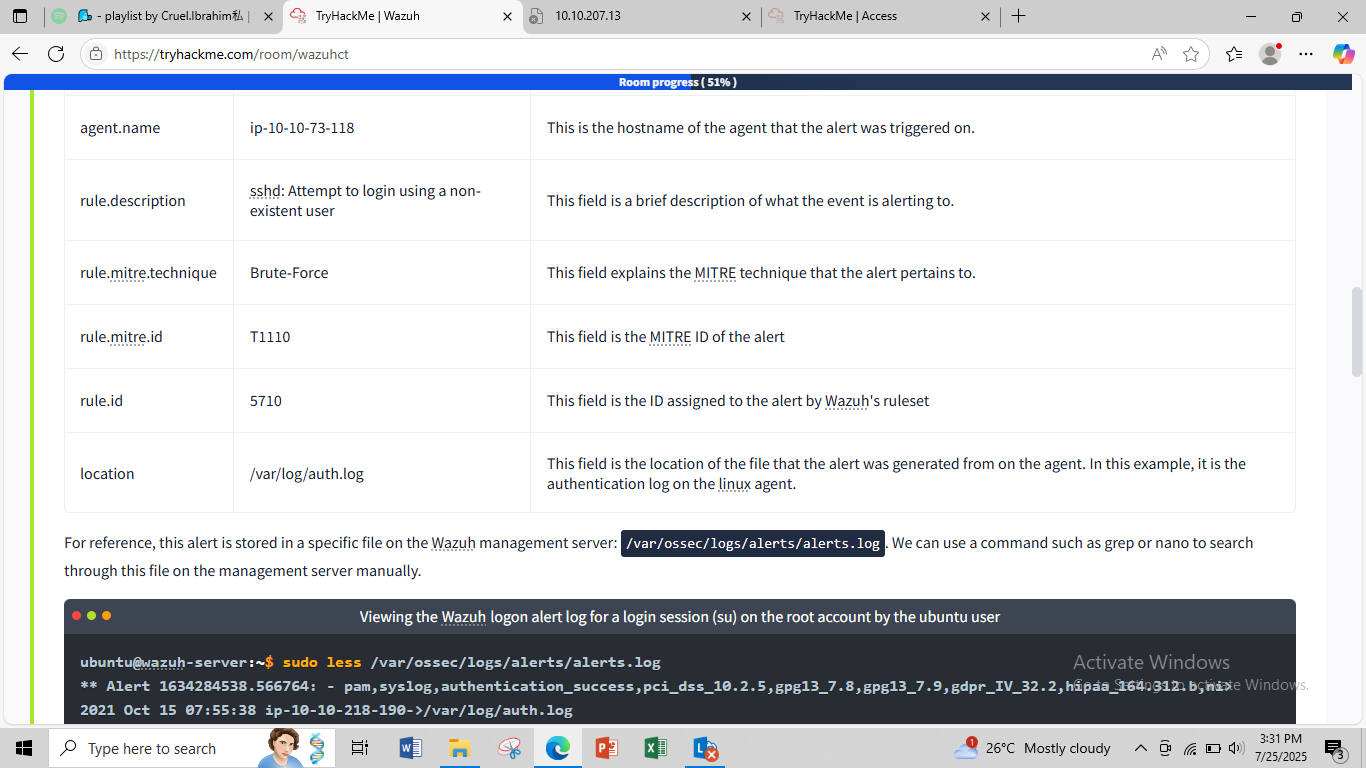 - playlist by Cruel.Ibrahim私 |
TryHackMe | Wazuh
10.10.207.13
TryHackMe | Access
https://tryhackme.com/room/wazuhct
Room progress ( 51% )
agent.name
ip-10-10-73-118
This is the hostname of the agent that the alert was triggered on.
rule.description
sshd: Attempt to login using a non-
existent user
This field is a brief description of what the event is alerting to.
rule.mitre.technique
Brute-Force
This field explains the MITRE technique that the alert pertains to.
rule.mitre.id
T1110
This field is the MITRE ID of the alert
rule.id
5710
This field is the ID assigned to the alert by Wazuh's ruleset
location
/var/log/auth.log
This field is the location of the file that the alert was generated from on the agent. In this example, it is the
authentication log on the linux agent.
For reference, this alert is stored in a specific file on the Wazuh management server: /var/ossec/logs/alerts/alerts.log . We can use a command such as grep or nano to search
through this file on the management server manually.
Viewing the Wazuh logon alert log for a login session (su) on the root account by the ubuntu user
ubuntu@wazuh-server:~$ sudo less /var/ossec/logs/alerts/alerts.log
** Alert 1634284538.566764: - pam,syslog,authentication_success,pci_dss_10.2.5,gpg13_7.8,gpg13_7.9,gdpr_IV_32.2,hipaa_164.312.b,nis>
2021 Oct 15 07:55:38 ip-10-10-218-190->/var/log/auth.log
Activate Windows
Go to Settings to activate Windows.
Type here to search
1
26°C Mostly cloudy
3:31 PM
7/25/2025
3